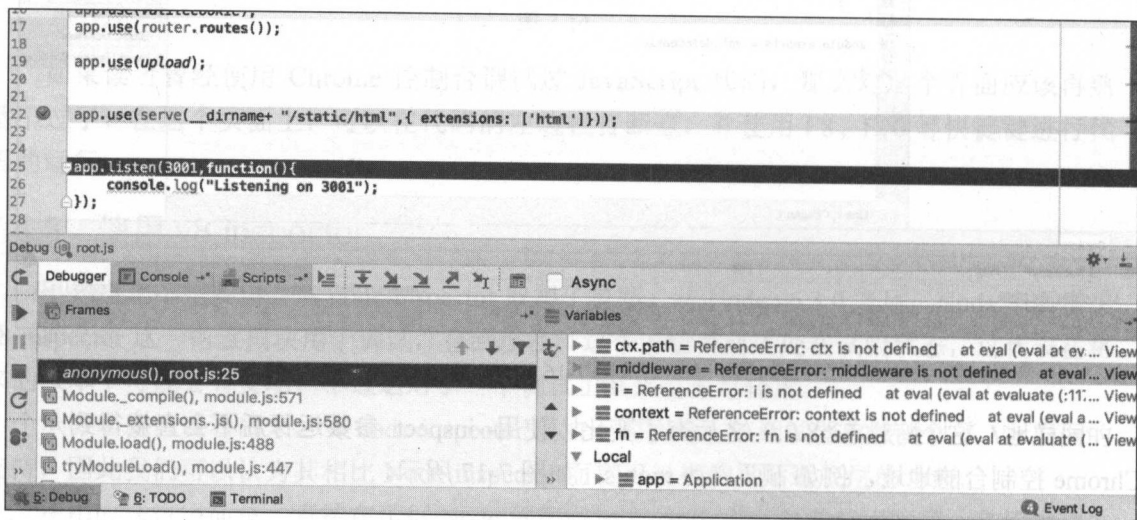 17 app.use(router.routes());
18
19 app.use(upload);
20
21
22 app.use(serve(__dirname+ "/static/html",{ extensions: ['html']}));
23
24
25 app.listen(3001,function(){
26 console.log("Listening on 3001");
27 });
28
Debug root.js
Debugger Console Scripts Async
Frames
Variables
anonymous(), root.js:25
Module._compile(), module.js:571
Module._extensions..js(), module.js:580
Module.load(), module.js:488
tryModuleLoad(), module.js:447
ctx.path = ReferenceError: ctx is not defined at eval (eval at ev... View
middleware = ReferenceError: middleware is not defined at eval... View
i = ReferenceError: i is not defined at eval (eval at evaluate (:11... View
context = ReferenceError: context is not defined at eval (eval a... View
fn = ReferenceError: fn is not defined at eval (eval at evaluate (... View
Local
app = Application
5: Debug 6: TODO Terminal
Event Log